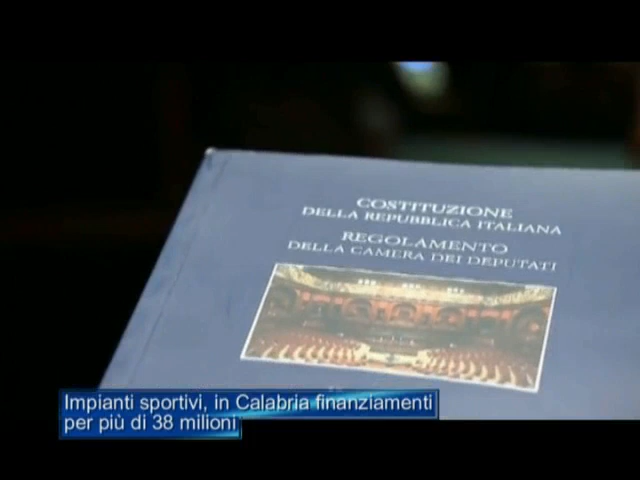 COSTITUZIONE
DELLA REPUBBLICA ITALIANA
REGOLAMENTO
DELLA CAMERA DEI DEPUTATI
Impianti sportivi, in Calabria finanziamenti
per più di 38 milioni